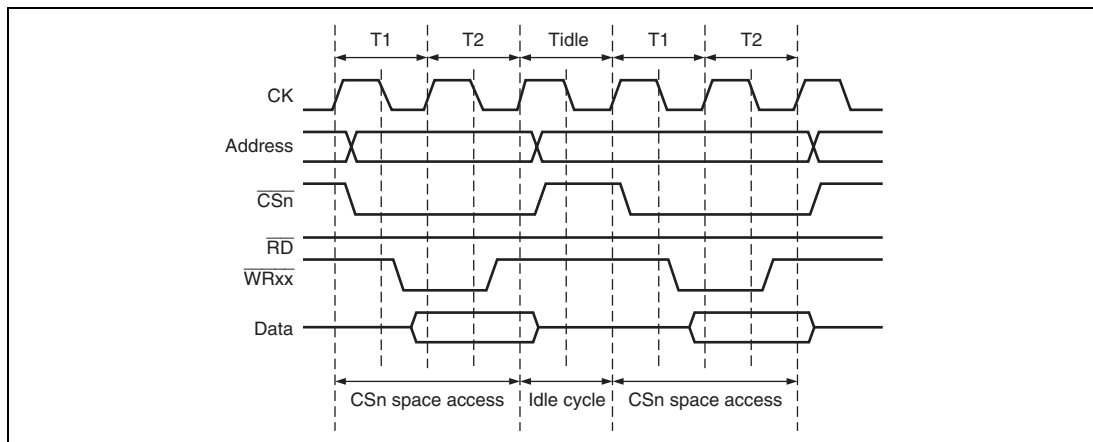 T1 T2 Tidle T1 T2
CK
Address
CSn
RD
WRxx
Data
CSn space access Idle cycle CSn space access